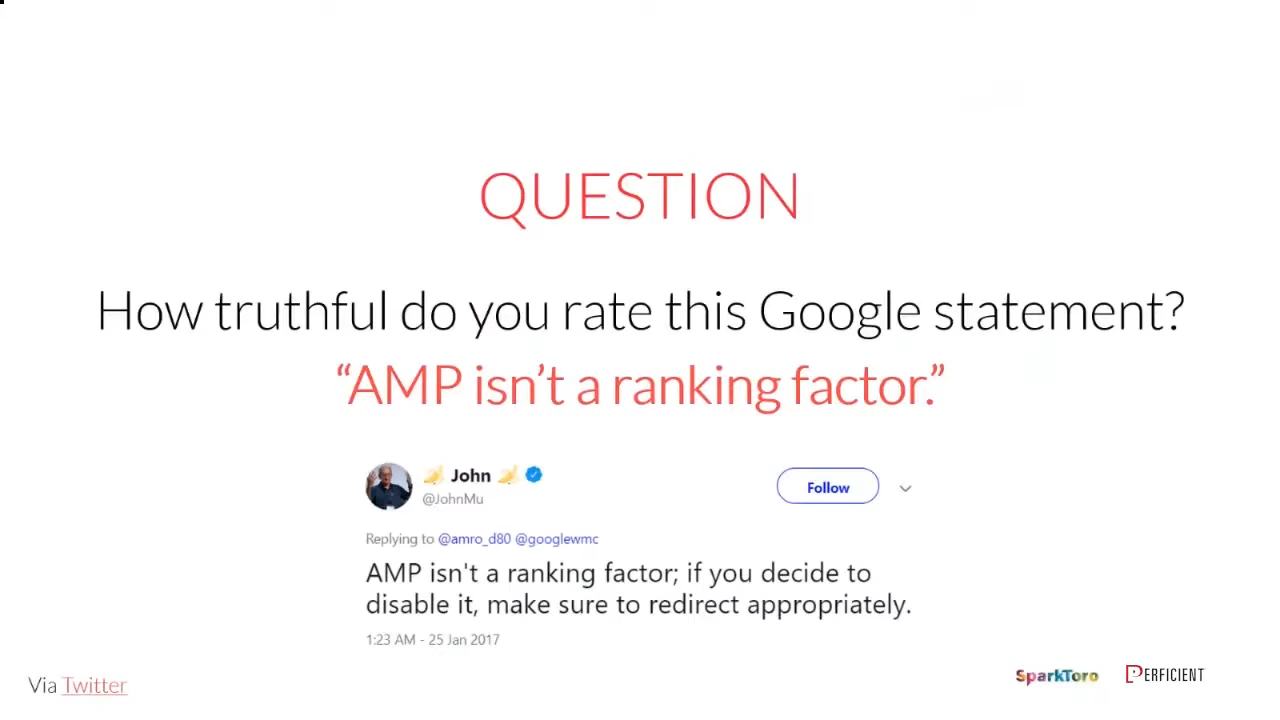 QUESTION
How truthful do you rate this Google statement?
“AMP isn’t a ranking factor.”
John
@JohnMu
Follow
Replying to @amro_d80 @googlewmc
AMP isn't a ranking factor; if you decide to
disable it, make sure to redirect appropriately.
1:23 AM - 25 Jan 2017
Via Twitter
SparkToro
PERFICIENT